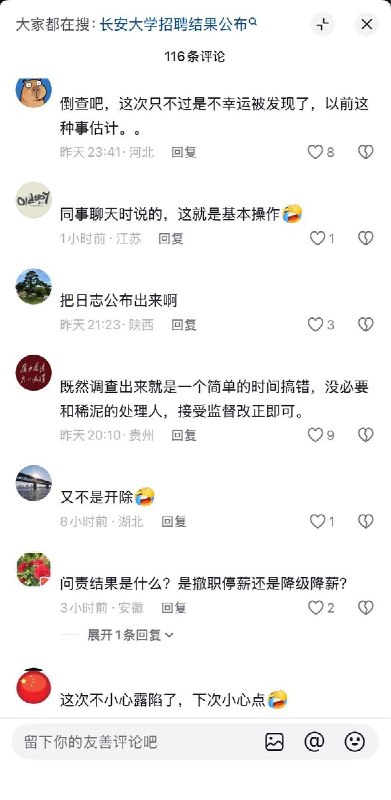 大家都在搜：长安大学招聘结果公布
116条评论
倒查吧，这次只不过是不幸运被发现了，以前这
种事估计。。
昨天 23:41 · 河北 回复
8
同事聊天时说的，这就是基本操作🤣
1小时前 · 江苏 回复
1
把日志公布出来啊
昨天 21:23 · 陕西 回复
3
既然调查出来就是一个简单的时间搞错，没必要
和稀泥的处理人，接受监督改正即可。
昨天 20:10 · 贵州 回复
9
又不是开除🤣
8小时前 · 湖北 回复
1
问责结果是什么？是撤职停薪还是降级降薪？
3小时前 · 安徽 回复
2
展开1条回复
这次不小心露陷了，下次小心点🤣
留下你的友善评论吧